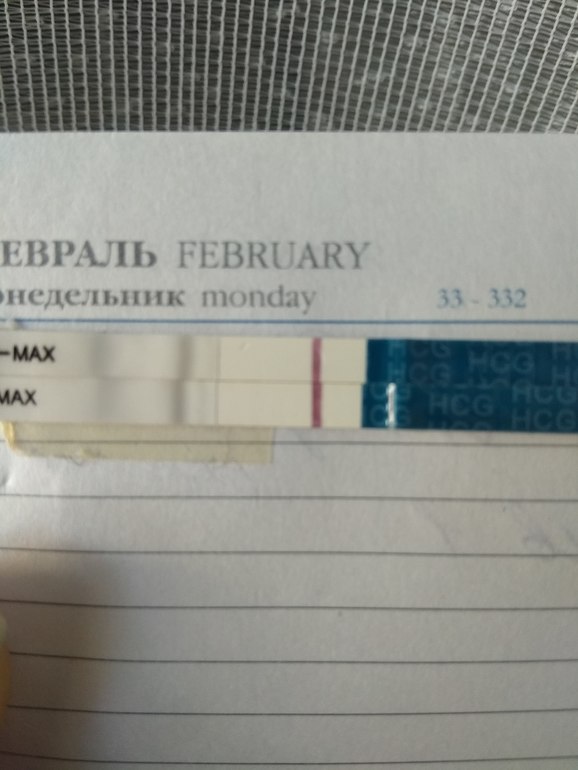 ЕВРАЛЬ FEBRUARY
онедельник monday 33 - 332
-MAX HCG HCG
MAX HCG HCG